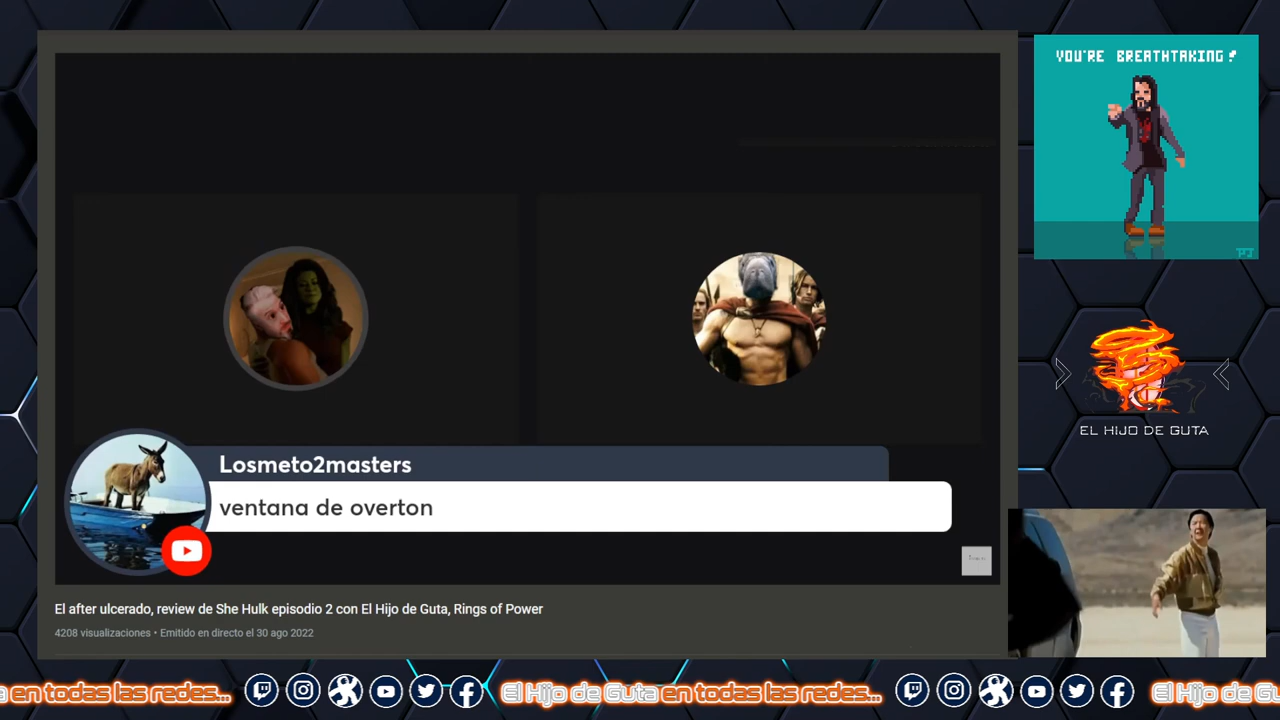 YOU'RE BREATHTAKING!
PJ
Losmeto2masters
ventana de overton
EL HIJO DE GUTA
El after ulcerado, review de She Hulk episodio 2 con El Hijo de Guta, Rings of Power
4208 visualizaciones • Emitido en directo el 30 ago 2022
a en todas las redes... El Hijo de Guta en todas las redes... El Hijo de Gu